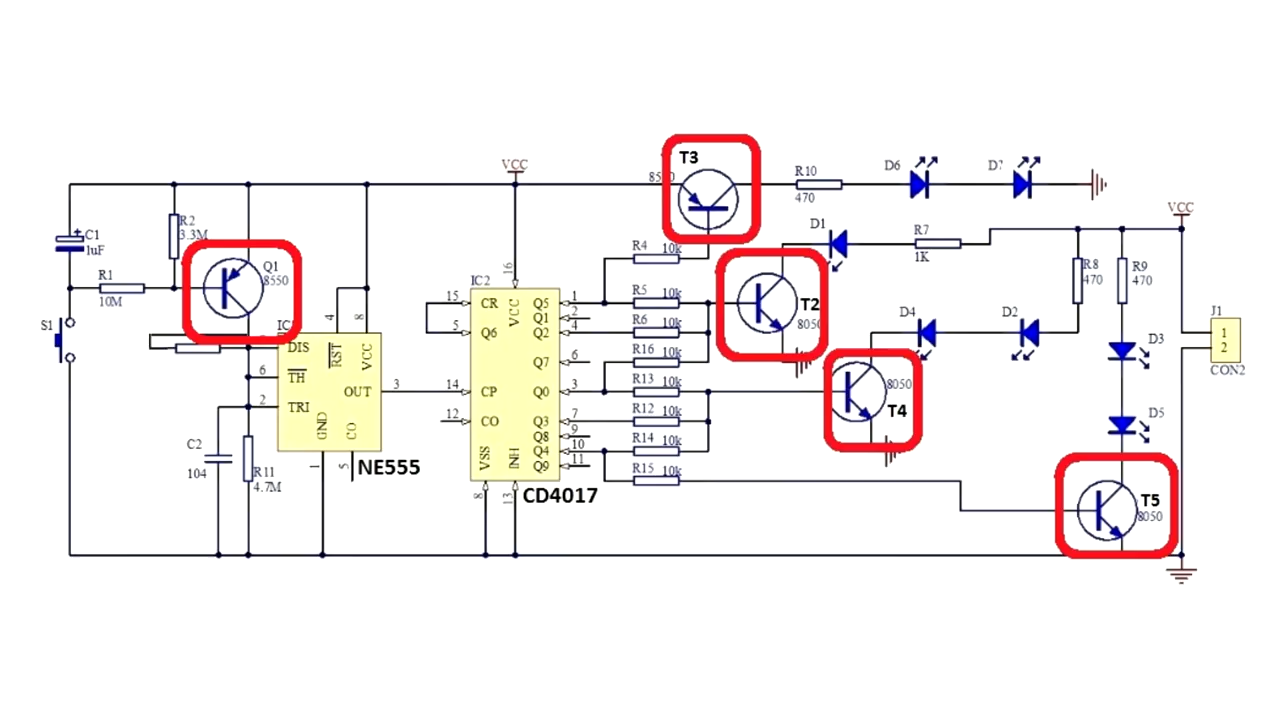 VCC
T3
8550
R10
470
D6
D7
C1
1uF
R2
3.3M
R1
10M
Q1
8550
S1
D1
R7
1K
VCC
R4 10k
R5 10k
R6 10k
R16 10k
R13 10k
R12 10k
R14 10k
R15 10k
T2
8050
R8
470
R9
470
D4
D2
D3
D5
J1
1
2
CON2
8050
T4
T5
8050
IC2
16
VCC
15 CR
5 Q6
14 CP
12 CO
Q5 1
Q1 2
Q2 4
Q7 6
Q0 3
Q3 7
Q8 9
Q4 10
Q9 11
VSS
INH
8
13
CD4017
DIS
4
8
RST
VCC
6 TH
OUT 3
2 TRI
GND
CO
1
5
NE555
C2
104
R11
4.7M